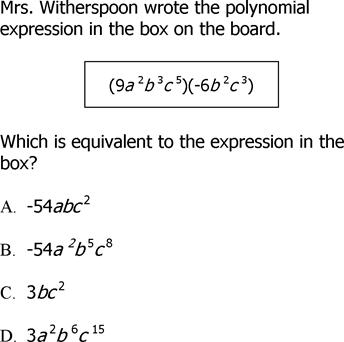 Mrs. Witherspoon wrote the polynomial
expression in the box on the board.
(9a²b³c⁵)(-6b²c³)
Which is equivalent to the expression in the
box?
A. -54abc²
B. -54a²b⁵c⁸
C. 3bc²
D. 3a²b⁶c¹⁵